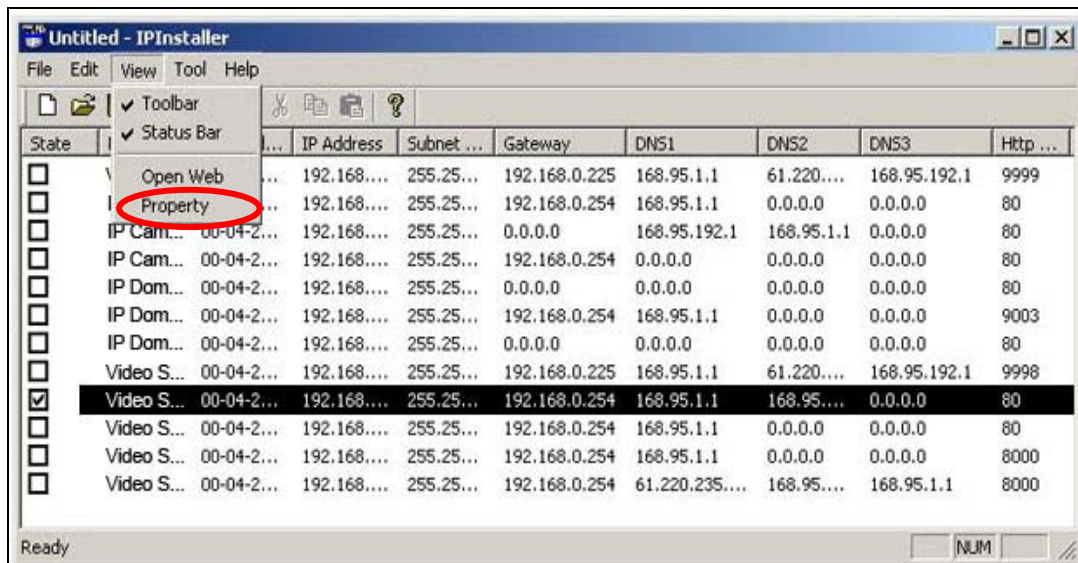 Untitled - IPInstaller
File Edit View Tool Help
Toolbar
Status Bar
Open Web
Property
State IP Address Subnet ... Gateway DNS1 DNS2 DNS3 Http ...
192.168.... 255.25... 192.168.0.225 168.95.1.1 61.220.... 168.95.192.1 9999
192.168.... 255.25... 192.168.0.254 168.95.1.1 0.0.0.0 0.0.0.0 80
IP Cam... 00-04-2... 192.168.... 255.25... 0.0.0.0 168.95.192.1 168.95.1.1 0.0.0.0 80
IP Cam... 00-04-2... 192.168.... 255.25... 192.168.0.254 0.0.0.0 0.0.0.0 0.0.0.0 80
IP Dom... 00-04-2... 192.168.... 255.25... 0.0.0.0 0.0.0.0 0.0.0.0 0.0.0.0 80
IP Dom... 00-04-2... 192.168.... 255.25... 192.168.0.254 168.95.1.1 0.0.0.0 0.0.0.0 9003
IP Dom... 00-04-2... 192.168.... 255.25... 0.0.0.0 0.0.0.0 0.0.0.0 0.0.0.0 80
Video S... 00-04-2... 192.168.... 255.25... 192.168.0.225 168.95.1.1 61.220.... 168.95.192.1 9998
Video S... 00-04-2... 192.168.... 255.25... 192.168.0.254 168.95.1.1 168.95.... 0.0.0.0 80
Video S... 00-04-2... 192.168.... 255.25... 192.168.0.254 168.95.1.1 0.0.0.0 0.0.0.0 80
Video S... 00-04-2... 192.168.... 255.25... 192.168.0.254 168.95.1.1 0.0.0.0 0.0.0.0 8000
Video S... 00-04-2... 192.168.... 255.25... 192.168.0.254 61.220.235.... 168.95.... 168.95.1.1 8000
Ready NUM